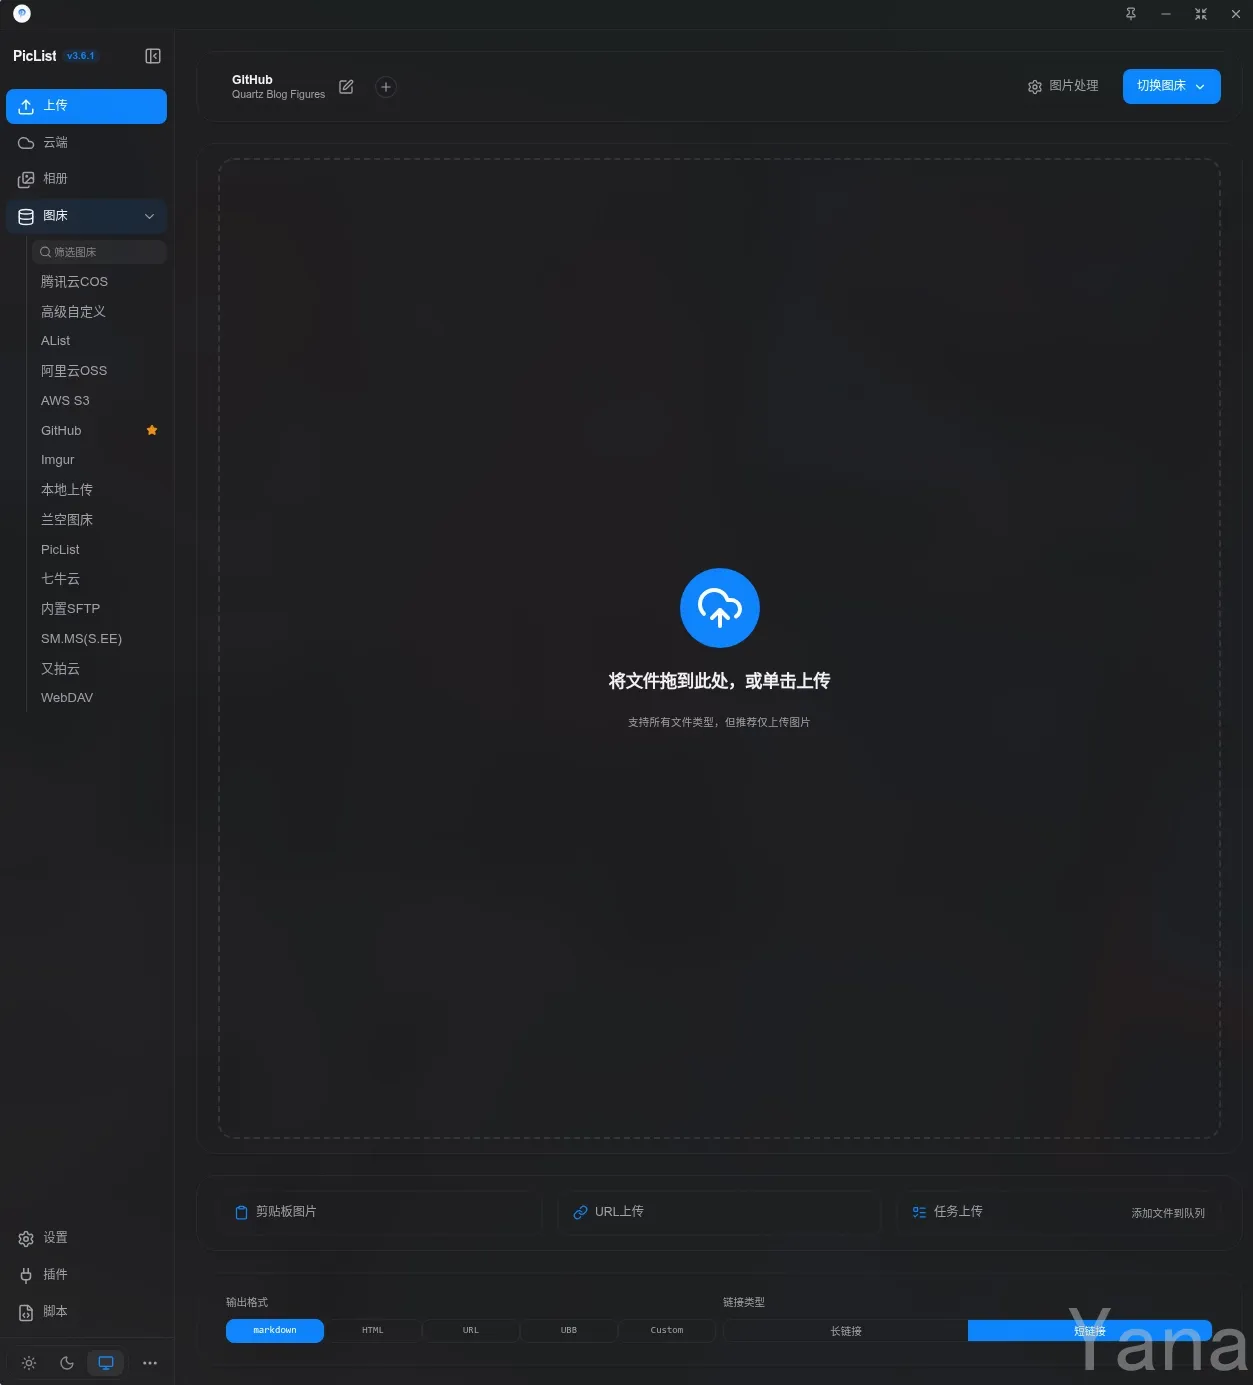 PicList v3.6.1
上传
云端
相册
图床
筛选图床
腾讯云COS
高级自定义
AList
阿里云OSS
AWS S3
GitHub
Imgur
本地上传
兰空图床
PicList
七牛云
内置SFTP
SM.MS(S.EE)
又拍云
WebDAV
设置
插件
脚本
GitHub
Quartz Blog Figures
图片处理
切换图床
将文件拖到此处，或单击上传
支持所有文件类型，但推荐仅上传图片
剪贴板图片
URL上传
任务上传
添加文件到队列
输出格式
markdown HTML URL UBB Custom
链接类型
长链接 短链接
Yana